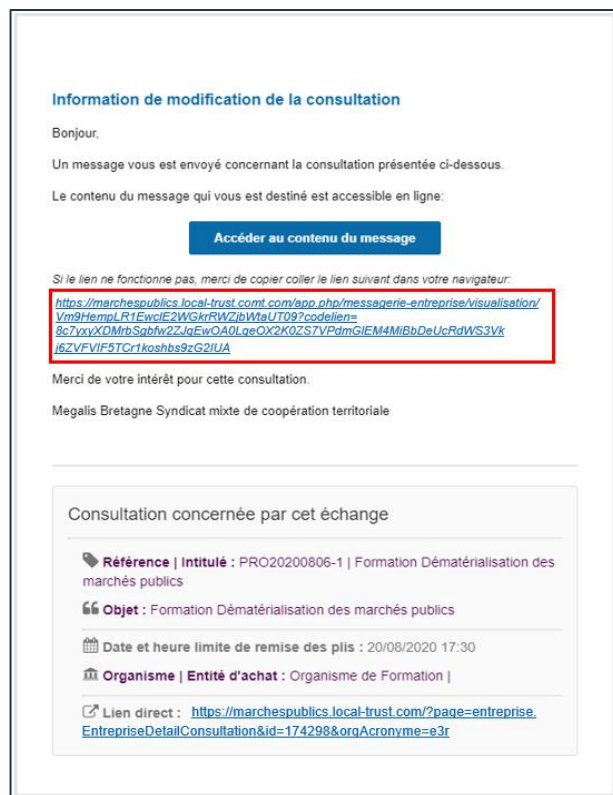 Information de modification de la consultation
Bonjour,
Un message vous est envoyé concernant la consultation présentée ci-dessous.
Le contenu du message qui vous est destiné est accessible en ligne:
Accéder au contenu du message
Si le lien ne fonctionne pas, merci de copier coller le lien suivant dans votre navigateur:
https://marchespublics.local-trust.comt.com/app.php/messagerie-entreprise/visualisation/
Vm9HempLR1EwclE2WGkrRWZjbWtaUT09?codelien=
8c7yxyXDMrbSgbfw2ZJqEwOA0LqeOX2K0ZS7VPdmGIEM4MiBbDeUcRdWS3Vk
j6ZVFVIF5TCr1koshbs9zG2IUA
Merci de votre intérêt pour cette consultation.
Megalis Bretagne Syndicat mixte de coopération territoriale
Consultation concernée par cet échange
Référence | Intitulé : PRO20200806-1 | Formation Dématérialisation des
marchés publics
Objet : Formation Dématérialisation des marchés publics
Date et heure limite de remise des plis : 20/08/2020 17:30
Organisme | Entité d'achat : Organisme de Formation |
Lien direct : https://marchespublics.local-trust.com/?page=entreprise.
EntrepriseDetailConsultation&id=174298&orgAcronyme=e3r